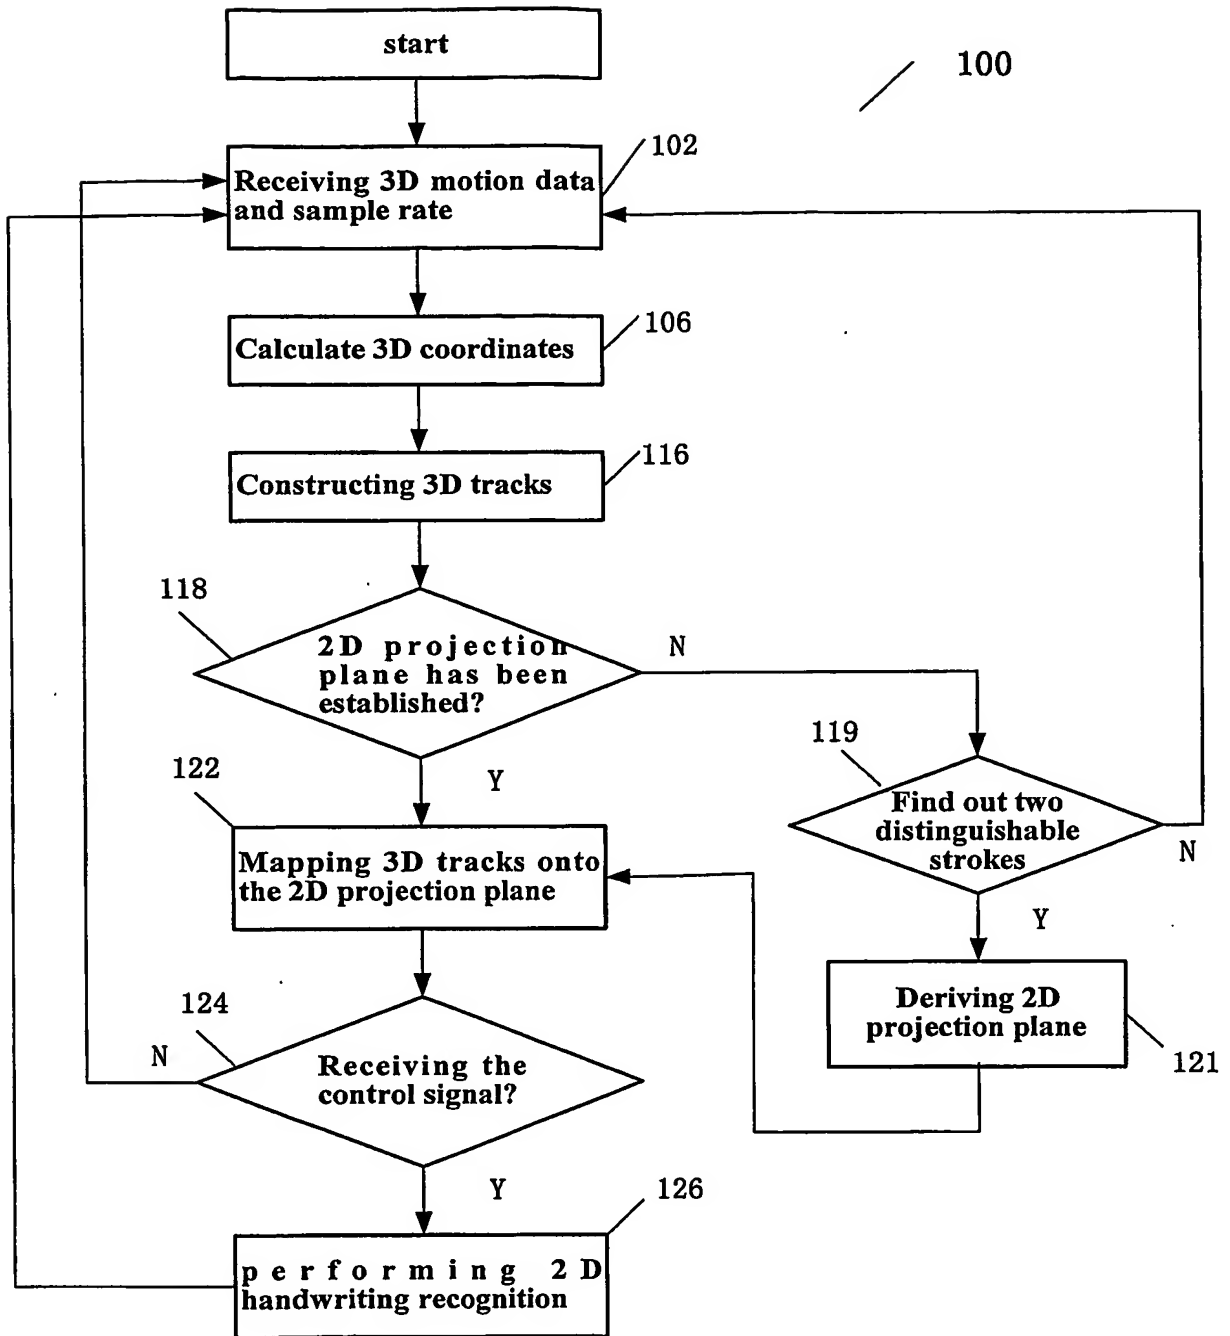 start
100
102
Receiving 3D motion data
and sample rate
106
Calculate 3D coordinates
116
Constructing 3D tracks
118
2D projection
plane has been
established?
N
Y
119
Find out two
distinguishable
strokes
N
Y
122
Mapping 3D tracks onto
the 2D projection plane
Deriving 2D
projection plane
121
124
N
Receiving the
control signal?
Y
126
performing 2D
handwriting recognition